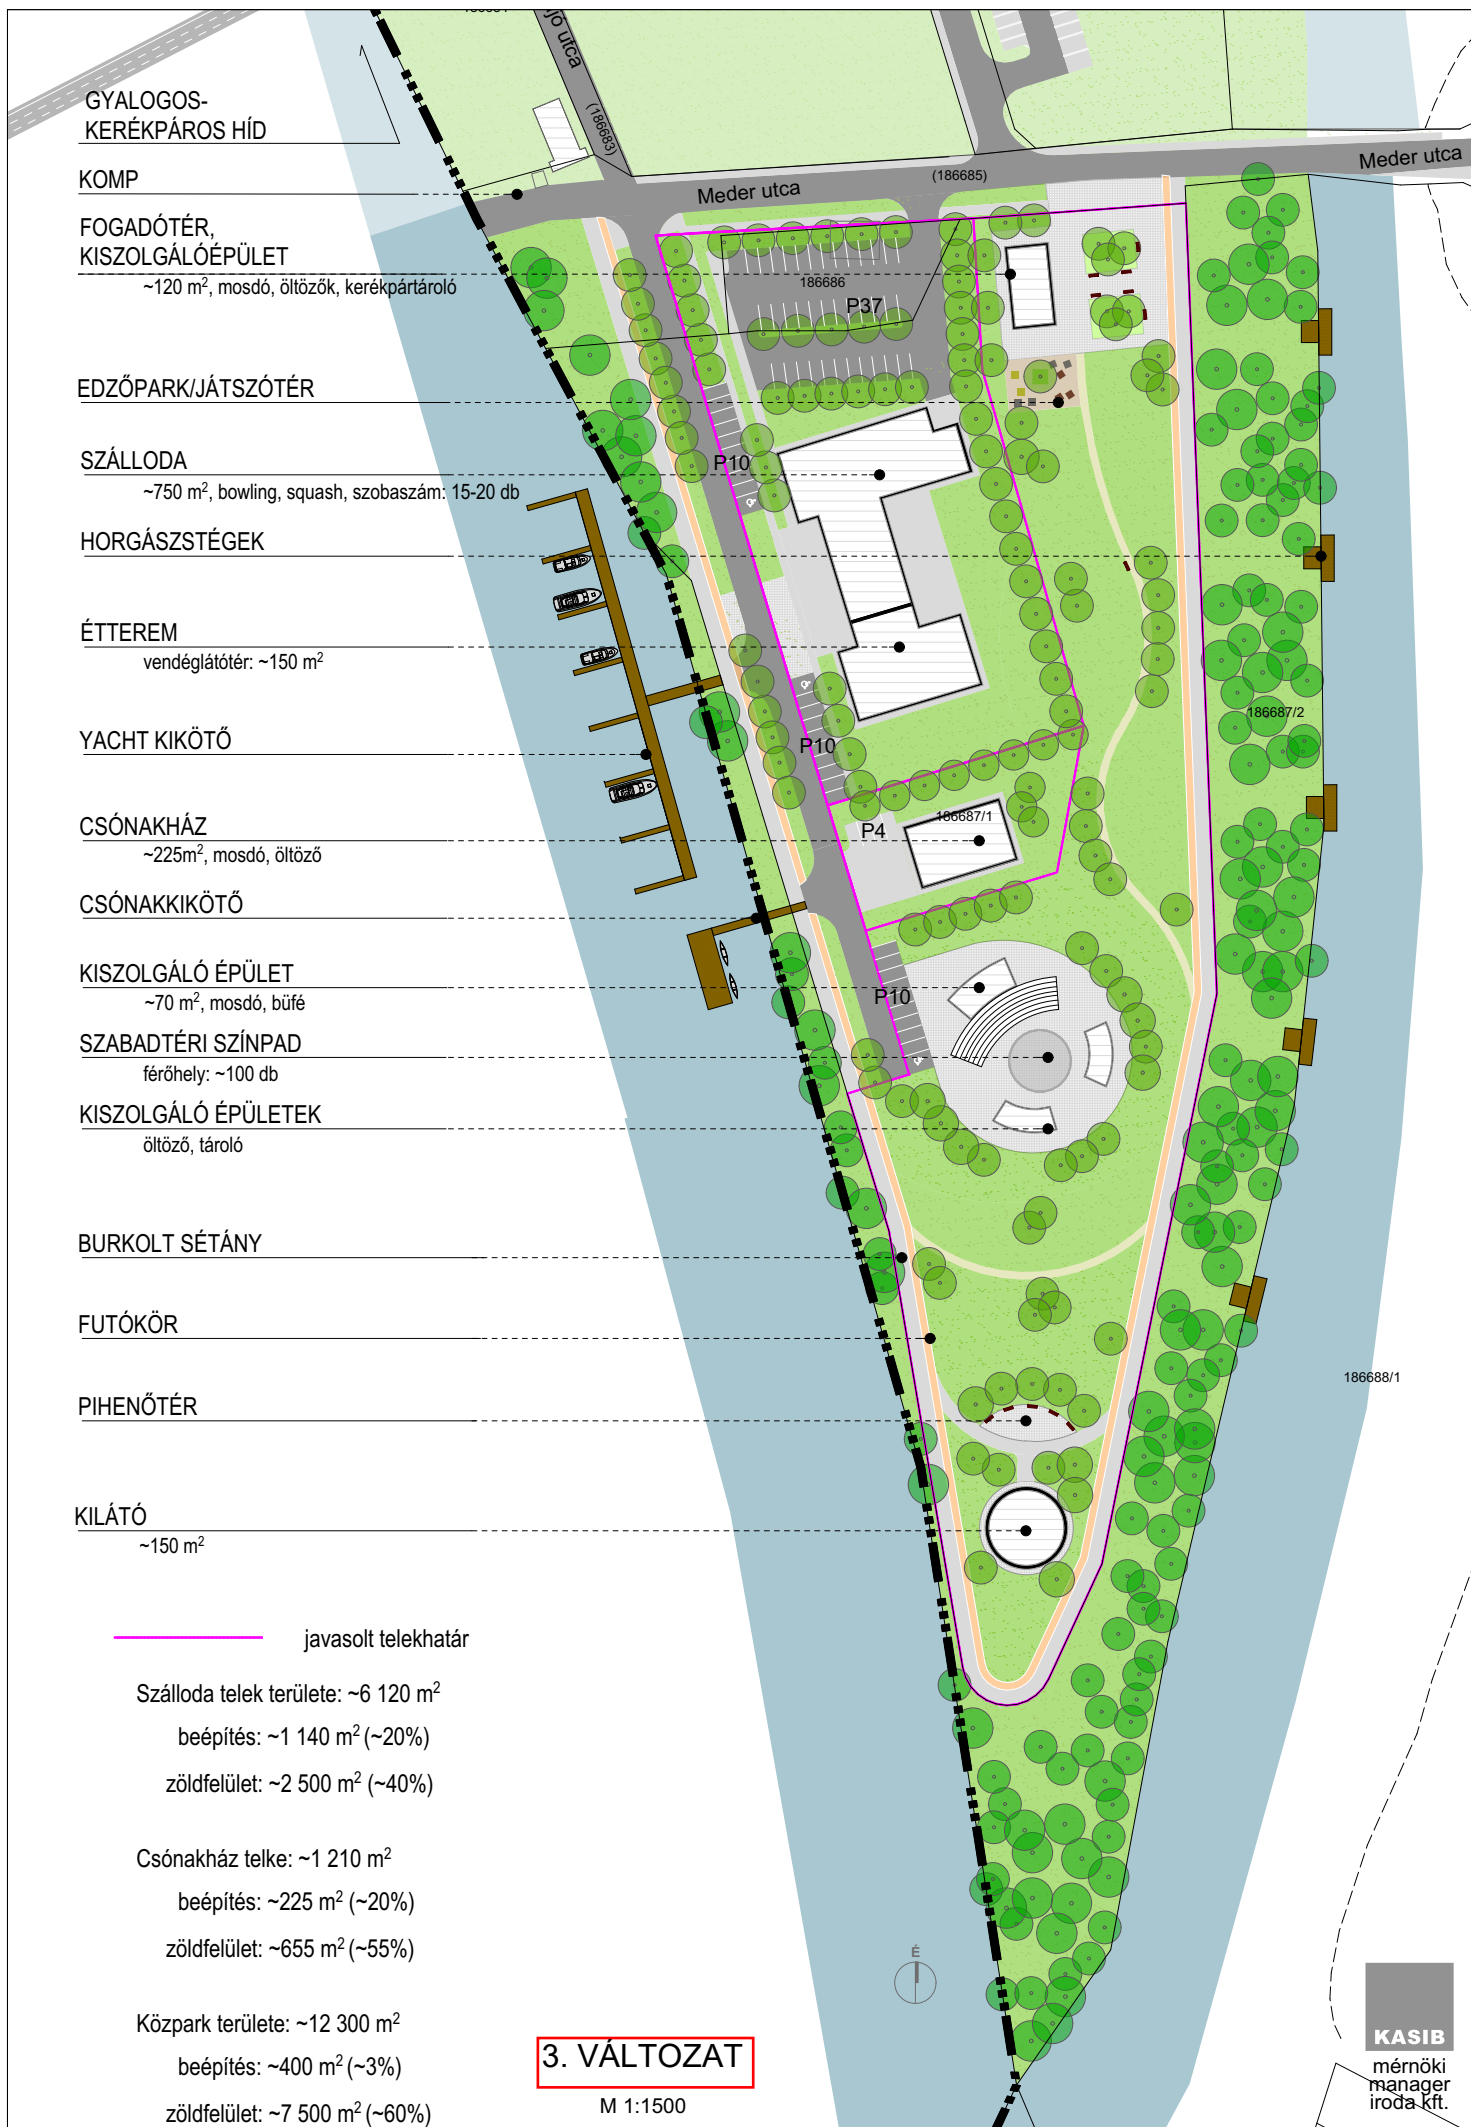 jó utca
(186683)
GYALOGOS-
KERÉKPÁROS HÍD
KOMP
Meder utca
(186685)
Meder utca
FOGADÓTÉR,
KISZOLGÁLÓÉPÜLET
~120 m², mosdó, öltözők, kerékpártároló
186686
P37
EDZŐPARK/JÁTSZÓTÉR
SZÁLLODA
~750 m², bowling, squash, szobaszám: 15-20 db
P10
HORGÁSZSTÉGEK
ÉTTEREM
vendéglátótér: ~150 m²
186687/2
YACHT KIKÖTŐ
P10
CSÓNAKHÁZ
~225m², mosdó, öltöző
P4
186687/1
CSÓNAKKIKÖTŐ
KISZOLGÁLÓ ÉPÜLET
~70 m², mosdó, büfé
P10
SZABADTÉRI SZÍNPAD
férőhely: ~100 db
KISZOLGÁLÓ ÉPÜLETEK
öltöző, tároló
BURKOLT SÉTÁNY
FUTÓKÖR
186688/1
PIHENŐTÉR
KILÁTÓ
~150 m²
javasolt telekhatár
Szálloda telek területe: ~6 120 m²
beépítés: ~1 140 m² (~20%)
zöldfelület: ~2 500 m² (~40%)
Csónakház telke: ~1 210 m²
beépítés: ~225 m² (~20%)
zöldfelület: ~655 m² (~55%)
Közpark területe: ~12 300 m²
beépítés: ~400 m² (~3%)
zöldfelület: ~7 500 m² (~60%)
É
3. VÁLTOZAT
M 1:1500
KASIB
mérnöki
manager
iroda kft.